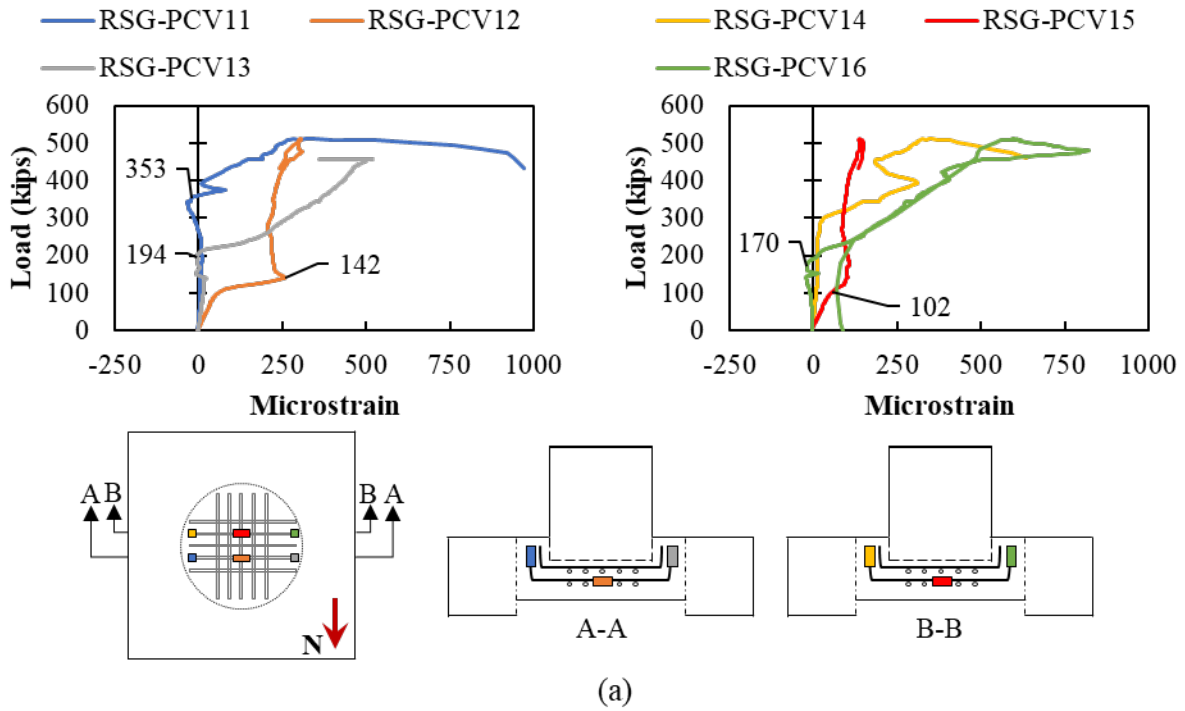 RSG-PCV11 RSG-PCV12 RSG-PCV14 RSG-PCV15
RSG-PCV13 RSG-PCV16
600 600
500 500
400 400
353
300 300
194 170
200 200
142
100 100
102
0 0
Load (kips) Load (kips)
-250 0 250 500 750 1000 -250 0 250 500 750 1000
Microstrain Microstrain
A B B A
N
A-A B-B
(a)